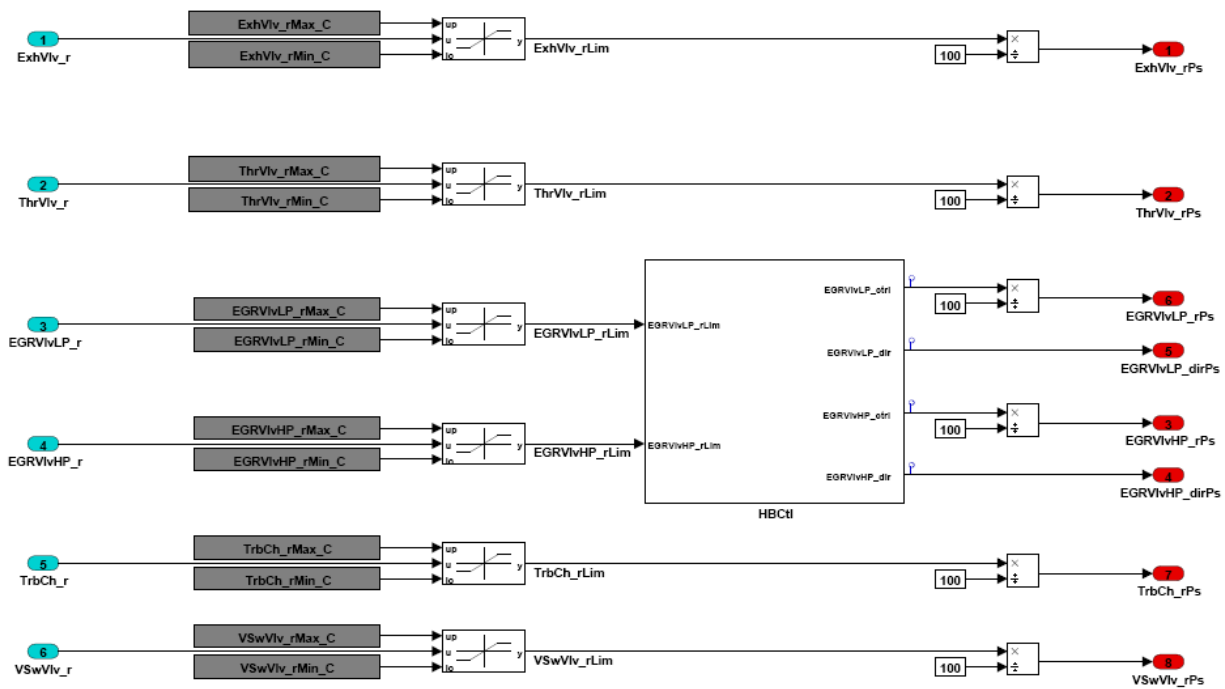 ExhVlv_rMax_C
up
1
u
y
ExhVlv_r
ExhVlv_rMin_C
lo
ExhVlv_rLim
100
×
÷
1
ExhVlv_rPs
ThrVlv_rMax_C
up
2
u
y
ThrVlv_r
ThrVlv_rMin_C
lo
ThrVlv_rLim
100
×
÷
2
ThrVlv_rPs
EGRVlvLP_rMax_C
up
3
u
y
EGRVlvLP_r
EGRVlvLP_rMin_C
lo
EGRVlvLP_rLim
EGRVlvLP_rLim
EGRVlvLP_ctrl
100
×
÷
6
EGRVlvLP_rPs
EGRVlvLP_dir
5
EGRVlvLP_dirPs
EGRVlvHP_rMax_C
up
4
u
y
EGRVlvHP_r
EGRVlvHP_rMin_C
lo
EGRVlvHP_rLim
EGRVlvHP_rLim
EGRVlvHP_ctrl
100
×
÷
3
EGRVlvHP_rPs
EGRVlvHP_dir
4
EGRVlvHP_dirPs
HBCtl
TrbCh_rMax_C
up
5
u
y
TrbCh_r
TrbCh_rMin_C
lo
TrbCh_rLim
100
×
÷
7
TrbCh_rPs
VSwVlv_rMax_C
up
6
u
y
VSwVlv_r
VSwVlv_rMin_C
lo
VSwVlv_rLim
100
×
÷
8
VSwVlv_rPs